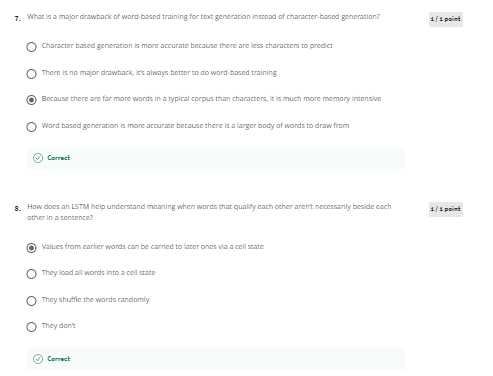 7. What is a major drawback of word-based training for text generation instead of character-based generation?
1 / 1 point
Character based generation is more accurate because there are less characters to predict
There is no major drawback, it's always better to do word-based training
Because there are far more words in a typical corpus than characters, it is much more memory intensive
Word based generation is more accurate because there is a larger body of words to draw from
Correct
8. How does an LSTM help understand meaning when words that qualify each other aren't necessarily beside each
other in a sentence?
1 / 1 point
Values from earlier words can be carried to later ones via a cell state
They load all words into a cell state
They shuffle the words randomly
They don't
Correct